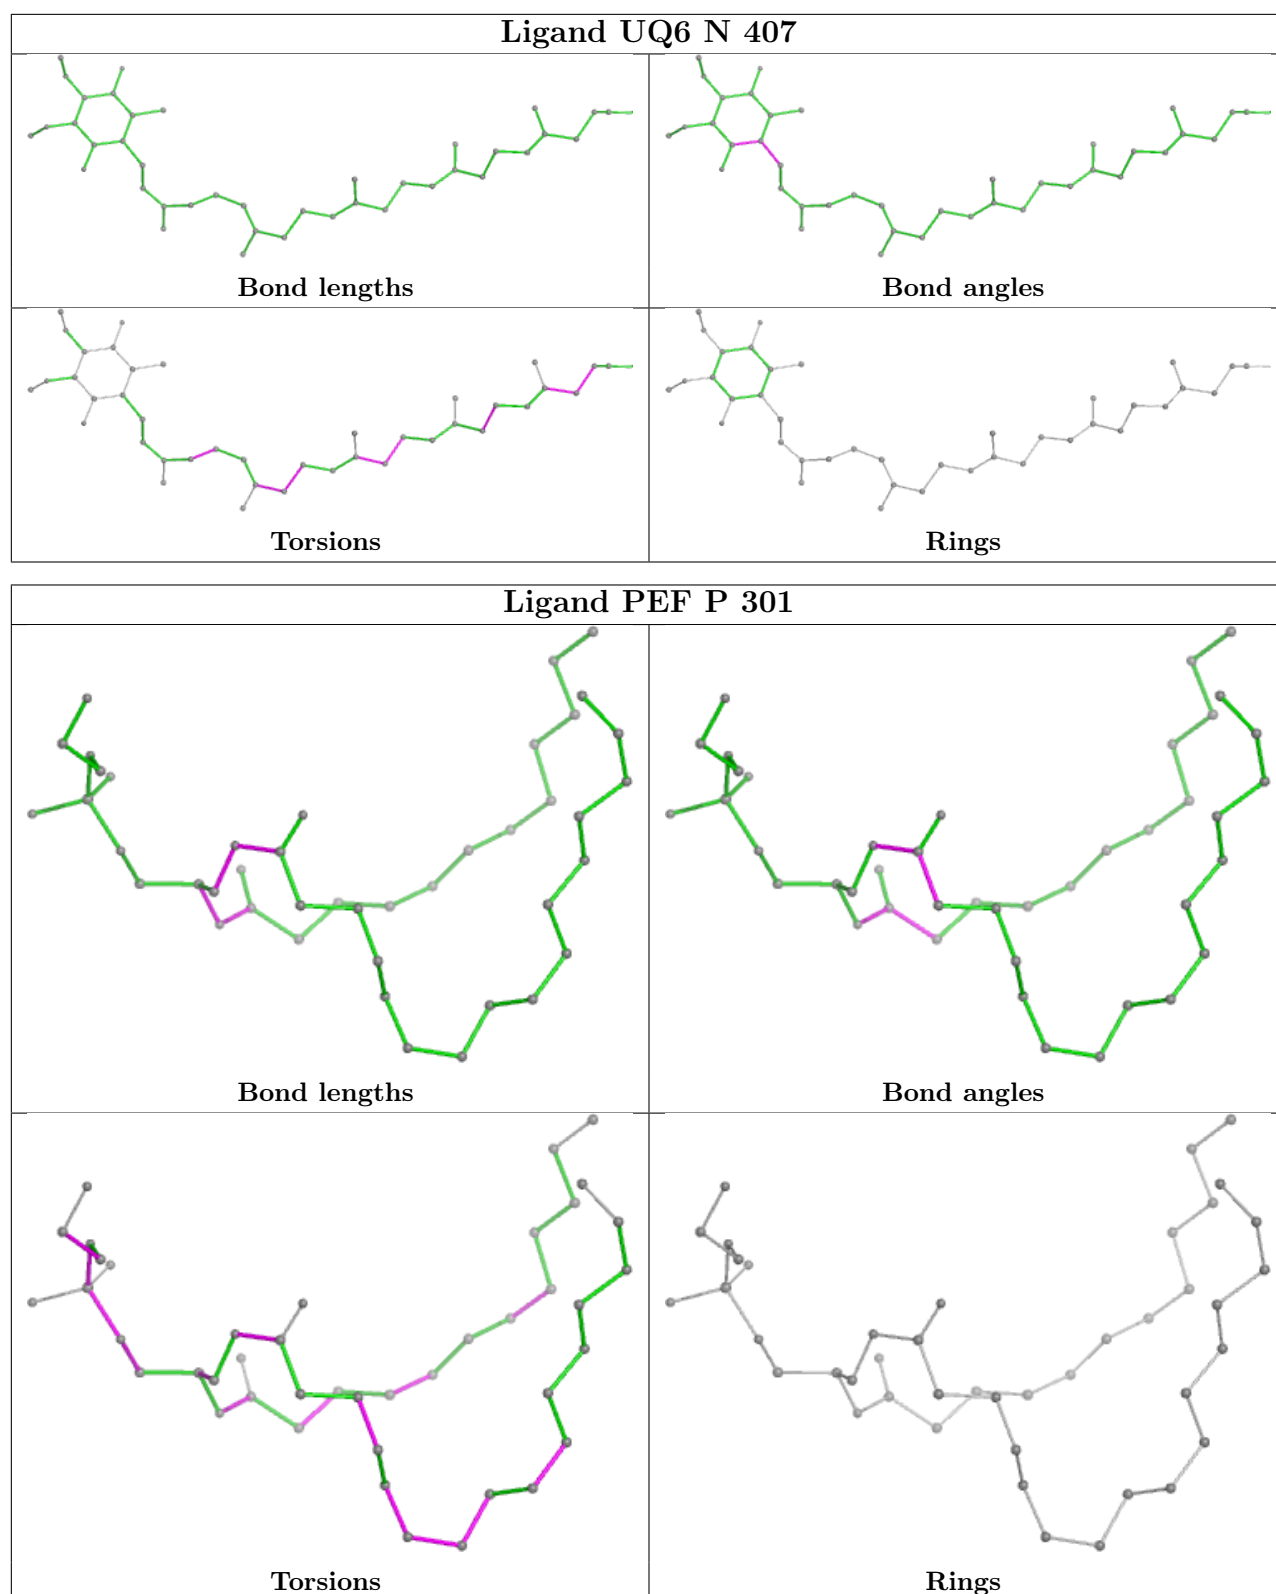 Ligand UQ6 N 407
Bond lengths
Bond angles
Torsions
Rings
Ligand PEF P 301
Bond lengths
Bond angles
Torsions
Rings